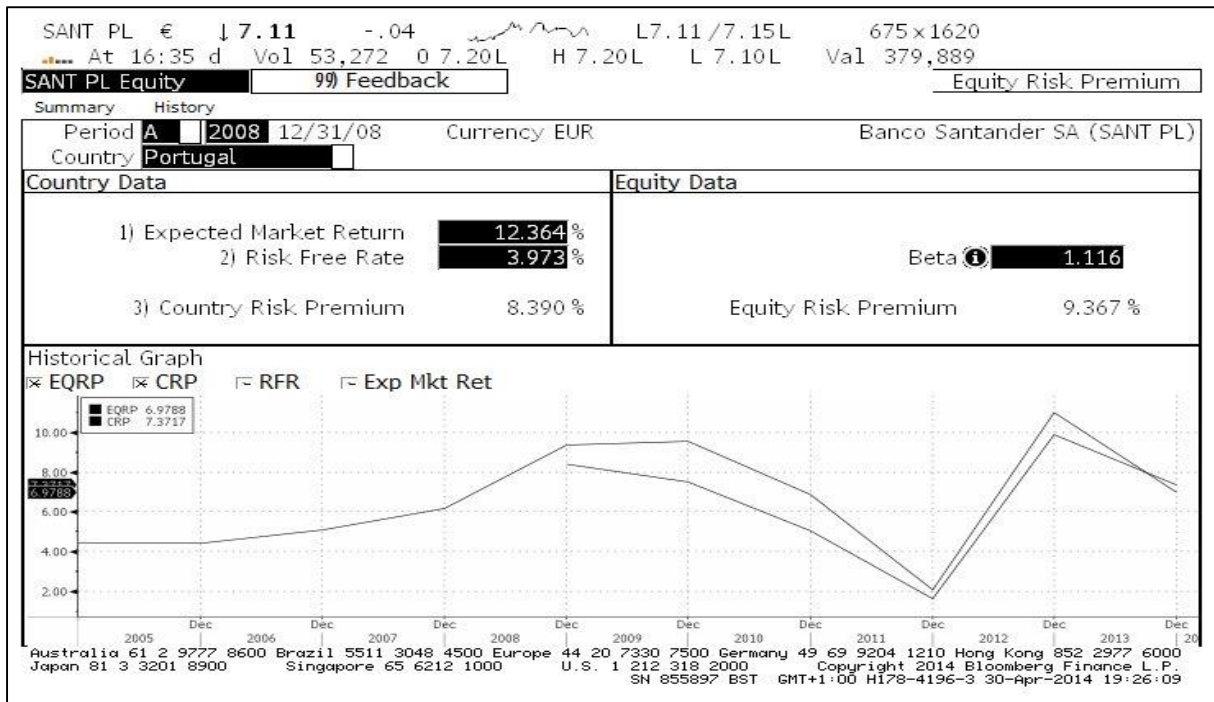 SANT PL € ↓7.11 -.04 L7.11/7.15L 675×1620
At 16:35 d Vol 53,272 O 7.20L H 7.20L L 7.10L Val 379,889
SANT PL Equity 99) Feedback Equity Risk Premium
Summary History
Period A 2008 12/31/08 Currency EUR Banco Santander SA (SANT PL)
Country Portugal
Country Data Equity Data
1) Expected Market Return 12.364 %
2) Risk Free Rate 3.973 % Beta 1.116
3) Country Risk Premium 8.390 % Equity Risk Premium 9.367 %
Historical Graph
EQRP CRP RFR Exp Mkt Ret
EQRP 6.9788
CRP 7.3717
10.00
8.00
7.3717
6.9788
6.00
4.00
2.00
Dec Dec Dec Dec Dec Dec Dec Dec Dec
2005 2006 2007 2008 2009 2010 2011 2012 2013 20
Australia 61 2 9777 8600 Brazil 5511 3048 4500 Europe 44 20 7330 7500 Germany 49 69 9204 1210 Hong Kong 852 2977 6000
Japan 81 3 3201 8900 Singapore 65 6212 1000 U.S. 1 212 318 2000 Copyright 2014 Bloomberg Finance L.P.
SN 855897 BST GMT+1:00 H178-4196-3 30-Apr-2014 19:26:09